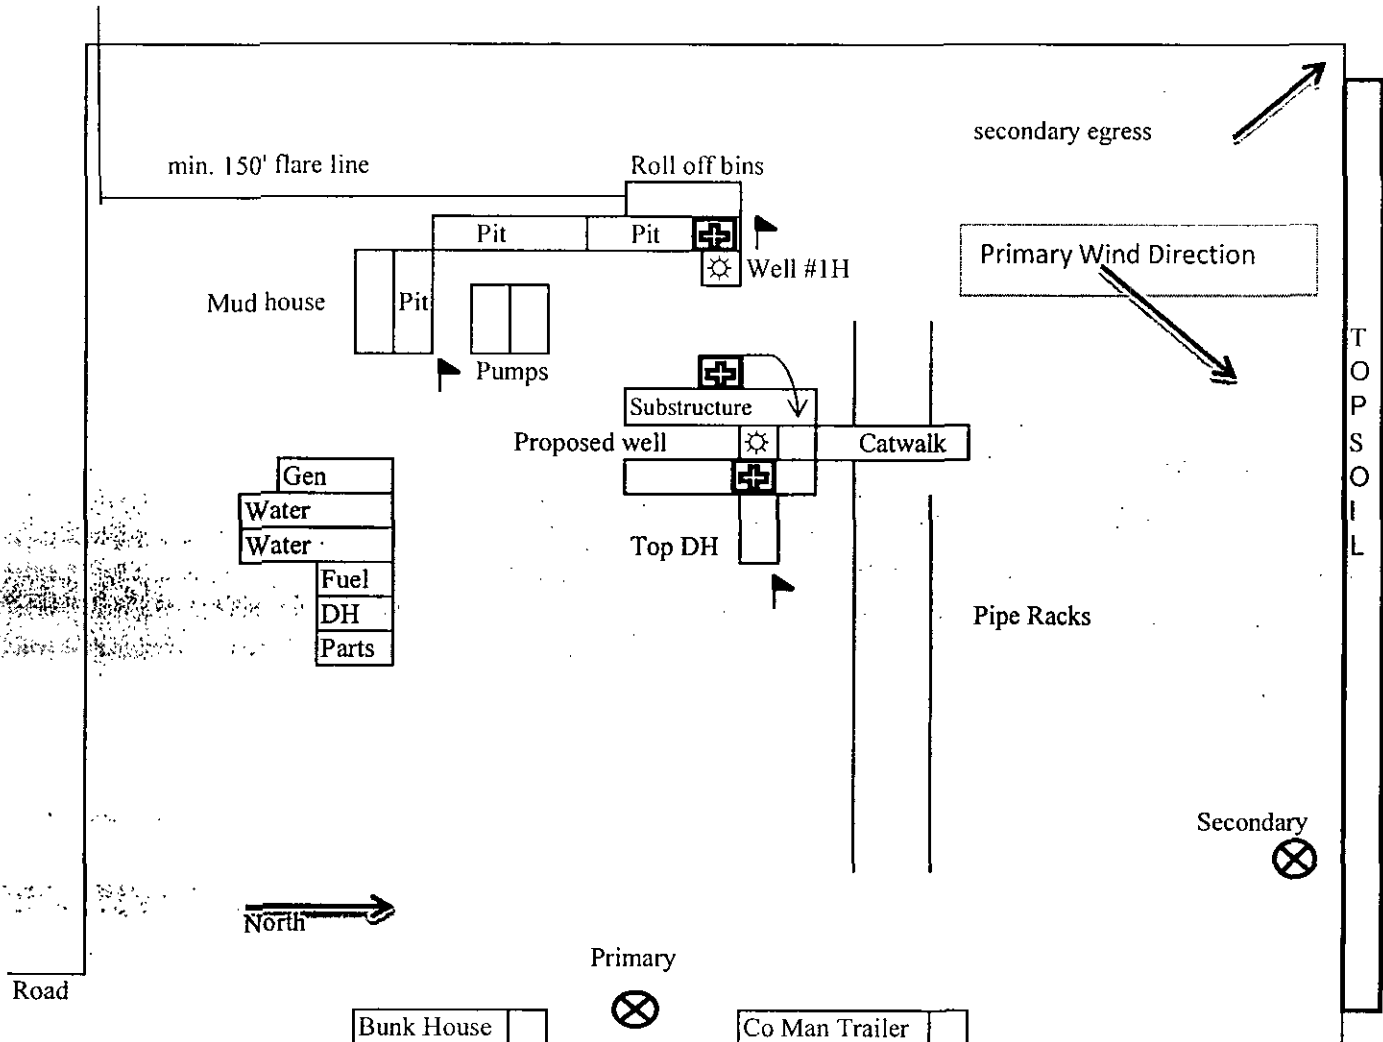 secondary egress
min. 150' flare line
Roll off bins
Pit
Pit
Primary Wind Direction
Well #1H
Mud house
Pit
Pumps
TOPSOIL
Substructure
Proposed well
Catwalk
Gen
Water
Water
Top DH
Fuel
DH
Parts
Pipe Racks
Secondary
North
Primary
Road
Bunk House
Co Man Trailer